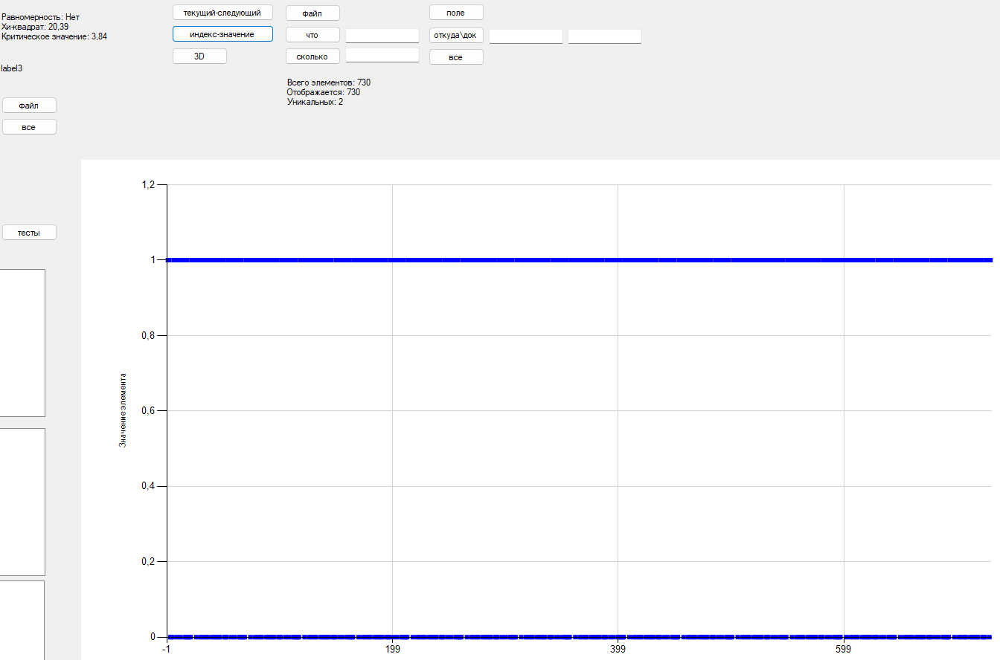 Равномерность: Нет
Хи-квадрат: 20,39
Критическое значение: 3,84
label3
файл
все
тесты
текущий-следующий
индекс-значение
3D
файл
что
сколько
поле
откуда\док
все
Всего элементов: 730
Отображается: 730
Уникальных: 2
Значение элемента
1,2
1
0,8
0,6
0,4
0,2
0
-1
199
399
599